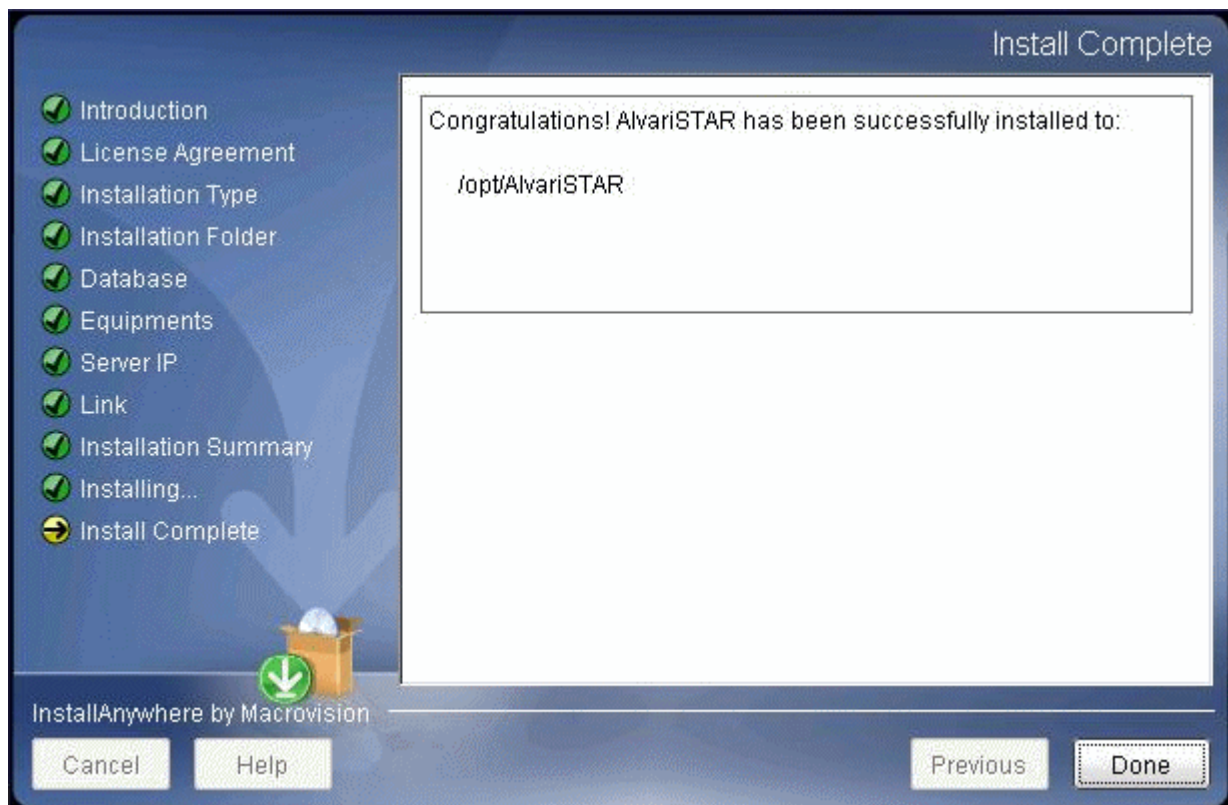 Install Complete
Introduction
License Agreement
Installation Type
Installation Folder
Database
Equipments
Server IP
Link
Installation Summary
Installing...
Install Complete
Congratulations! AlvariSTAR has been successfully installed to:
/opt/AlvariSTAR
InstallAnywhere by Macrovision
Cancel
Help
Previous
Done